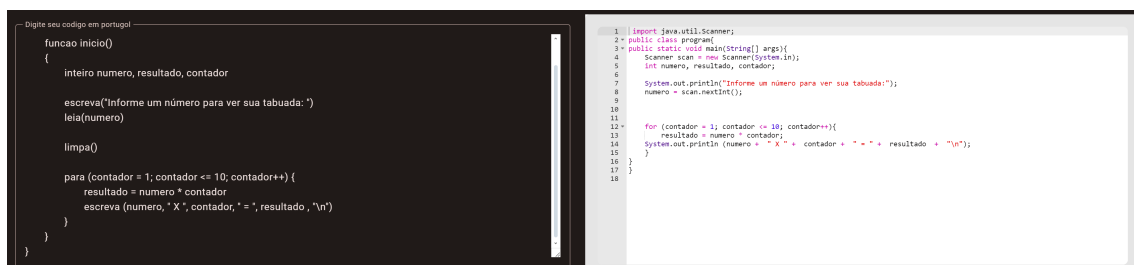 Digite seu codigo em portugol
funcao inicio()
{
inteiro numero, resultado, contador
escreva("Informe um número para ver sua tabuada: ")
leia(numero)
limpa()
para (contador = 1; contador <= 10; contador++) {
resultado = numero * contador
escreva (numero, " X ", contador, " = ", resultado , "\n")
}
}
}
1 import java.util.Scanner;
2 public class program{
3 public static void main(String[] args){
4 Scanner scan = new Scanner(System.in);
5 int numero, resultado, contador;
6
7 System.out.println("Informe um número para ver sua tabuada:");
8 numero = scan.nextInt();
9
10
11
12 for (contador = 1; contador <= 10; contador++){
13 resultado = numero * contador;
14 System.out.println (numero + " X " + contador + " = " + resultado + "\n");
15 }
16 }
17 }
18